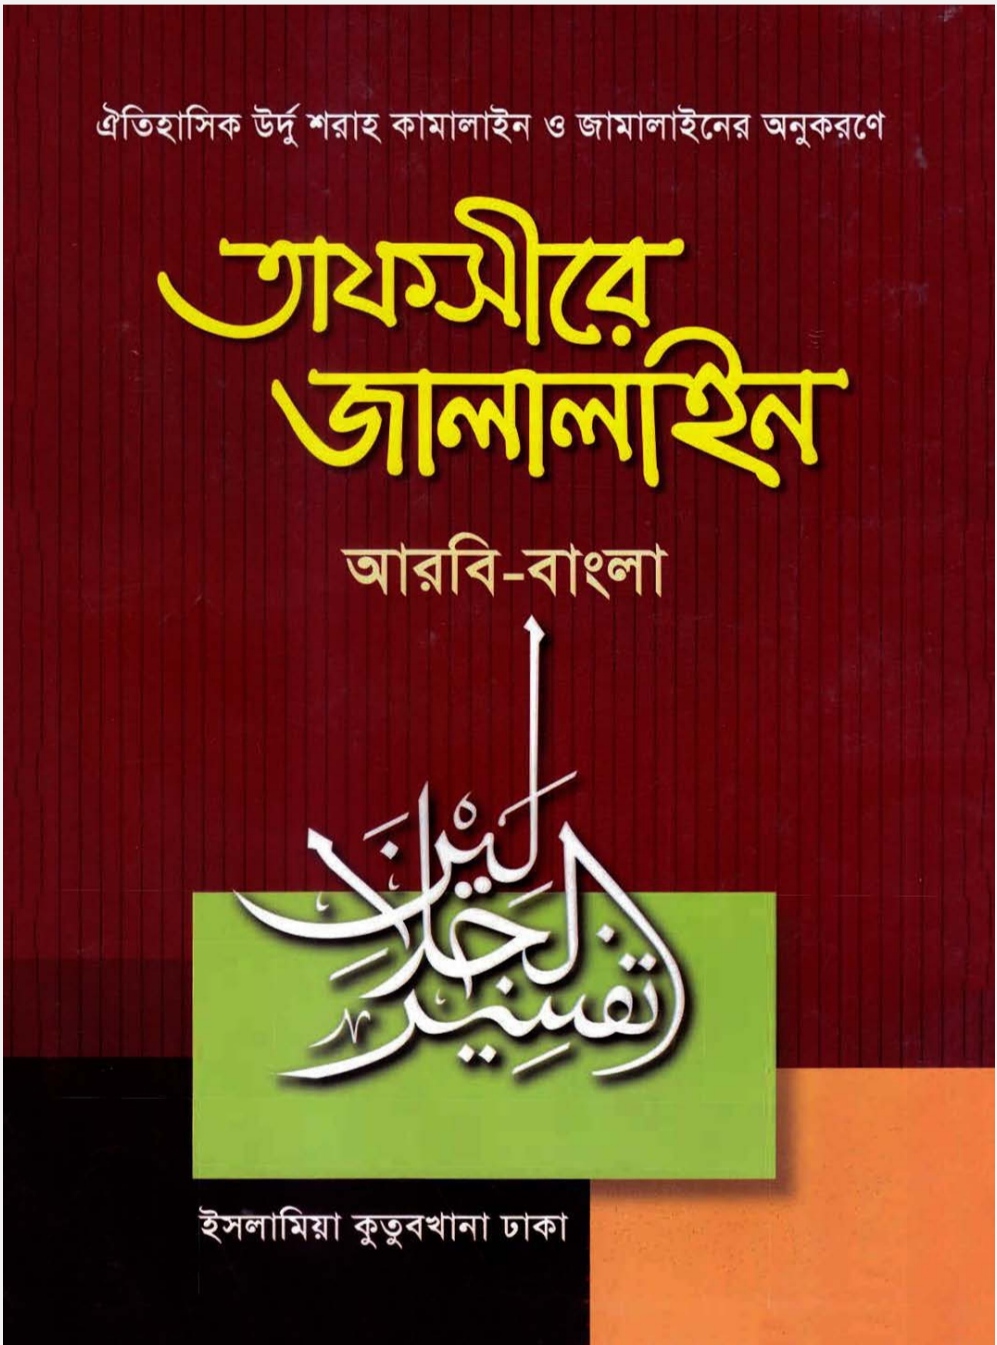 ঐতিহাসিক উর্দু শরাহ কামালাইন ও জামালাইনের অনুকরণে
তাফসীরে
জালালাইন
আরবি-বাংলা
تفسير الجلالين
ইসলামিয়া কুতুবখানা ঢাকা